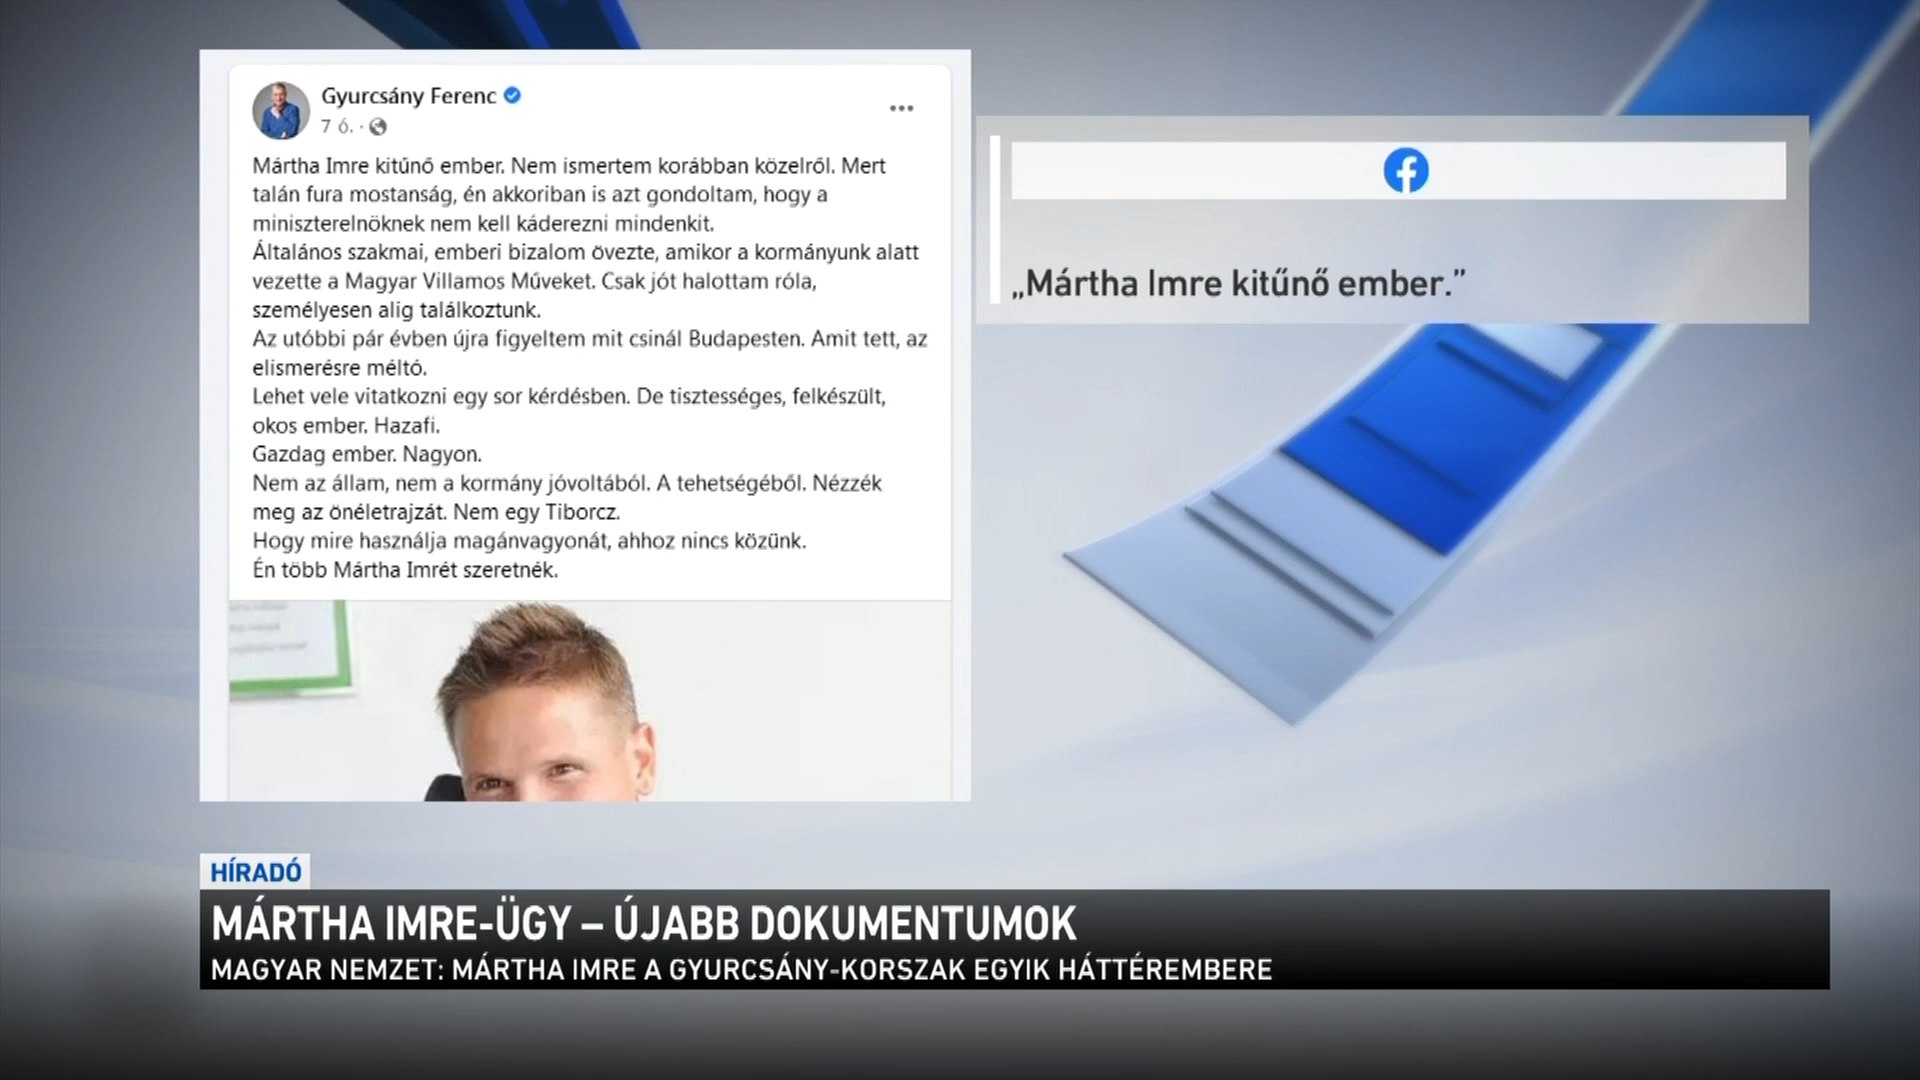 Gyurcsány Ferenc
7 ó. ·
Mártha Imre kitűnő ember. Nem ismertem korábban közelről. Mert
talán fura mostanság, én akkoriban is azt gondoltam, hogy a
miniszterelnöknek nem kell káderezni mindenkit.
Általános szakmai, emberi bizalom övezte, amikor a kormányunk alatt
vezette a Magyar Villamos Műveket. Csak jót halottam róla,
személyesen alig találkoztunk.
Az utóbbi pár évben újra figyeltem mit csinál Budapesten. Amit tett, az
elismerésre méltó.
Lehet vele vitatkozni egy sor kérdésben. De tisztességes, felkészült,
okos ember. Hazafi.
Gazdag ember. Nagyon.
Nem az állam, nem a kormány jóvoltából. A tehetségéből. Nézzék
meg az önéletrajzát. Nem egy Tiborcz.
Hogy mire használja magánvagyonát, ahhoz nincs közünk.
Én több Mártha Imrét szeretnék.
„Mártha Imre kitűnő ember.”
HÍRADÓ
MÁRTHA IMRE-ÜGY – ÚJABB DOKUMENTUMOK
MAGYAR NEMZET: MÁRTHA IMRE A GYURCSÁNY-KORSZAK EGYIK HÁTTÉREMBERE